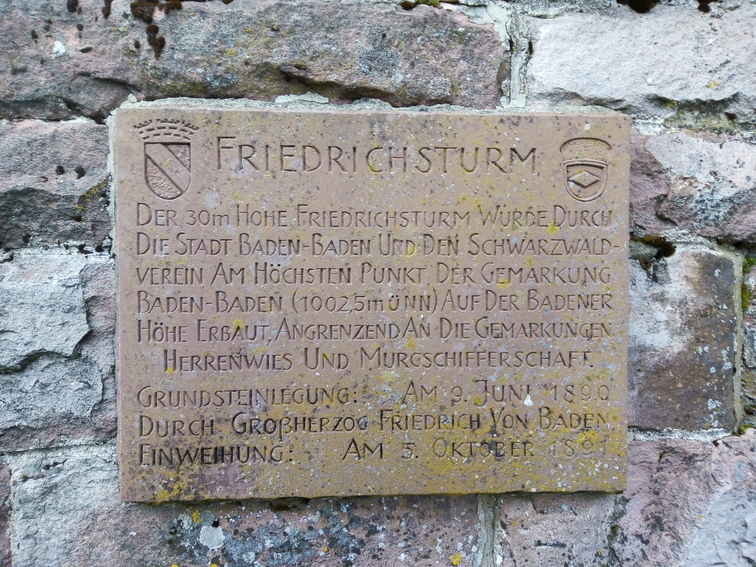 FRIEDRICHSTURM
DER 30m HOHE FRIEDRICHSTURM WURDE DURCH
DIE STADT BADEN-BADEN UND DEN SCHWARZWALD-
VEREIN AM HÖCHSTEN PUNKT DER GEMARKUNG
BADEN-BADEN (1002,5m ü NN) AUF DER BADENER
HÖHE ERBAUT, ANGRENZEND AN DIE GEMARKUNGEN
HERRENWIES UND MURGSCHIFFERSCHAFT.
GRUNDSTEINLEGUNG: AM 9. JUNI 1890
DURCH GROßHERZOG FRIEDRICH VON BADEN
EINWEIHUNG: AM 5. OKTOBER 1891